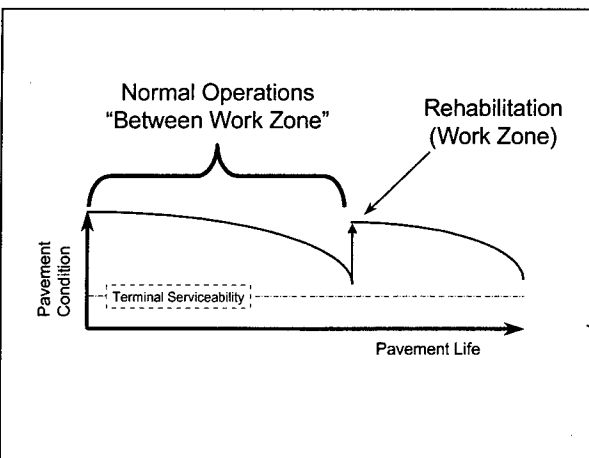 Normal Operations
"Between Work Zone"
Rehabilitation
(Work Zone)
Pavement
Condition
Terminal Serviceability
Pavement Life